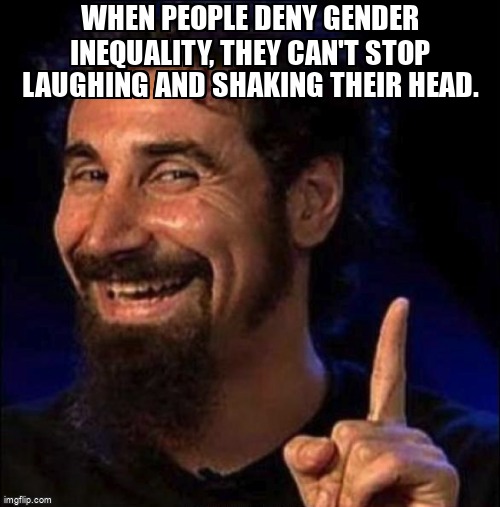 WHEN PEOPLE DENY GENDER
INEQUALITY, THEY CAN'T STOP
LAUGHING AND SHAKING THEIR HEAD.
imgflip.com